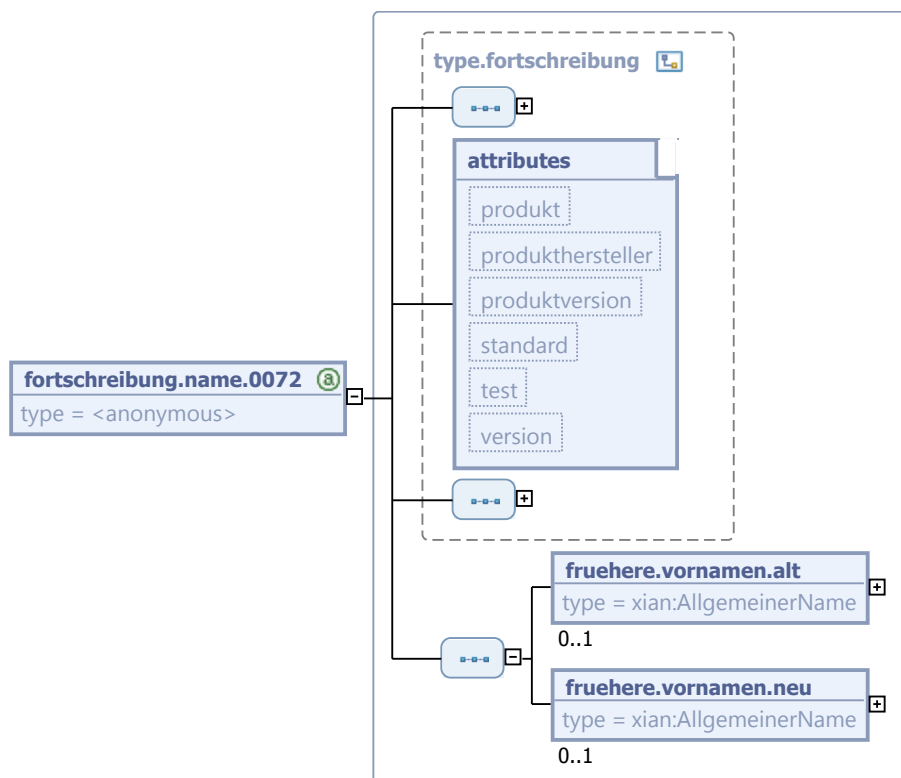 type.fortschreibung
attributes
produkt
produkthersteller
produktversion
standard
test
version
fortschreibung.name.0072 a
type = <anonymous>
fruehere.vornamen.alt
type = xian:AllgemeinerName
0..1
fruehere.vornamen.neu
type = xian:AllgemeinerName
0..1